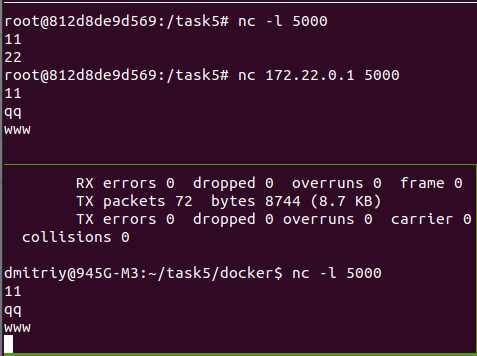 root@812d8de9d569:/task5# nc -l 5000
11
22
root@812d8de9d569:/task5# nc 172.22.0.1 5000
11
qq
www
RX errors 0  dropped 0  overruns 0  frame 0
TX packets 72  bytes 8744 (8.7 KB)
TX errors 0  dropped 0 overruns 0  carrier 0
collisions 0
dmitriy@945G-M3:~/task5/docker$ nc -l 5000
11
qq
www